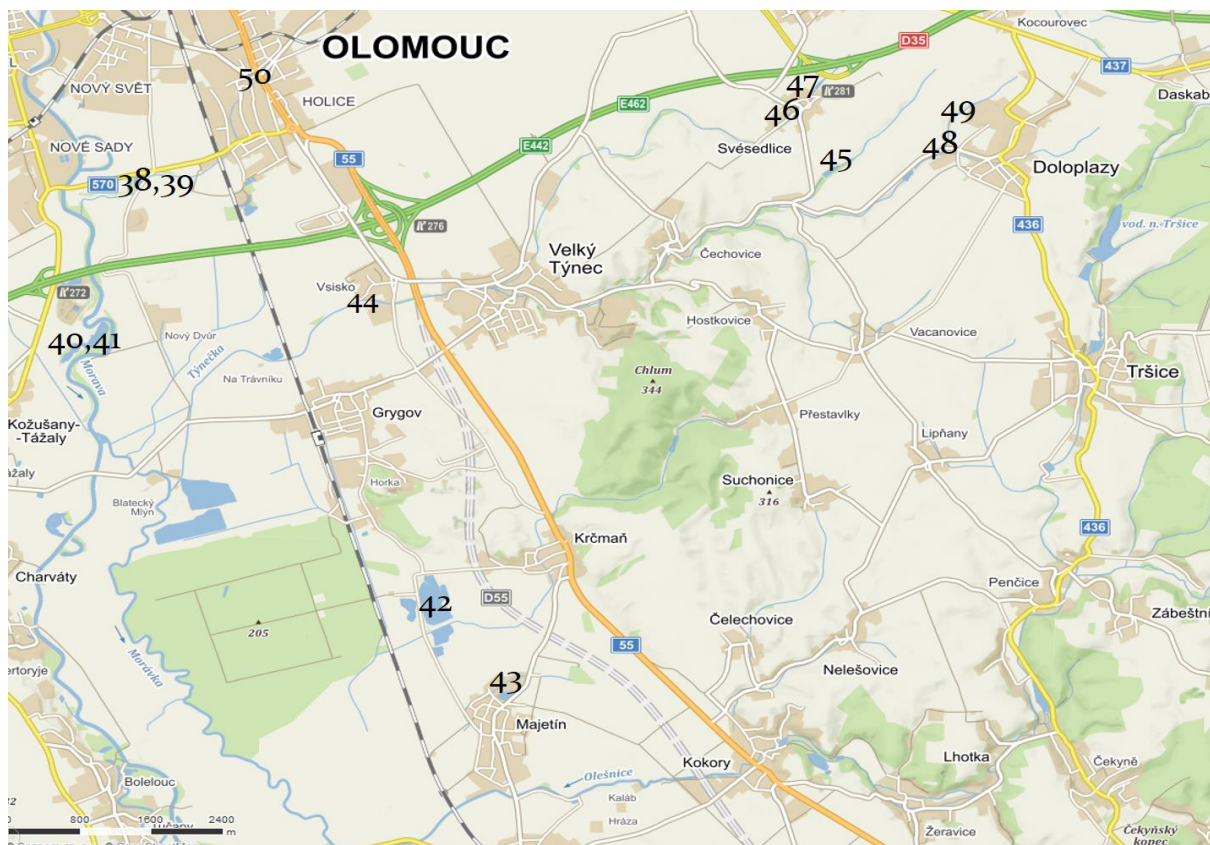 OLOMOUC
Kocourovec
D35
437
50
NOVÝ SVĚT
HOLICE
E462
47
281
46
49
Daskab
NOVÉ SADY
55
E442
Svésedlice
45
48
Doloplazy
570
38,39
276
436
vod. n.-Tršice
Velký
Týnec
Čechovice
Vsisko
44
272
Hostkovice
Vacanovice
40,41
Nový Dvůr
Týnečka
Morava
Na Trávníku
Chlum
344
Tršice
Grygov
Přestavlky
Kožušany-
-Tážaly
Lipňany
ážaly
Horka
Suchonice
316
Blatecký
Mlýn
436
Krčmaň
Charváty
Penčice
42
D55
Zábeštní
205
Čelechovice
55
Nelešovice
ertoryje
Morávka
43
Majetín
Lhotka
Kokory
Čekyně
Bolelouc
Olešnice
Kaláb
Hráza
0 800 1600 2400
m
Tučapy
Žeravice
Čekyňský
kopec